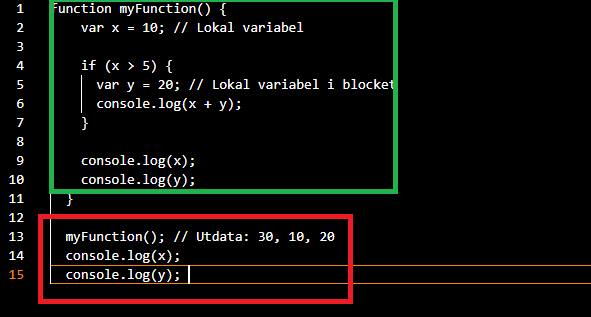 1 function myFunction() {
2 var x = 10; // Lokal variabel
3
4 if (x > 5) {
5 var y = 20; // Lokal variabel i blocket
6 console.log(x + y);
7 }
8
9 console.log(x);
10 console.log(y);
11 }
12
13 myFunction(); // Utdata: 30, 10, 20
14 console.log(x);
15 console.log(y);